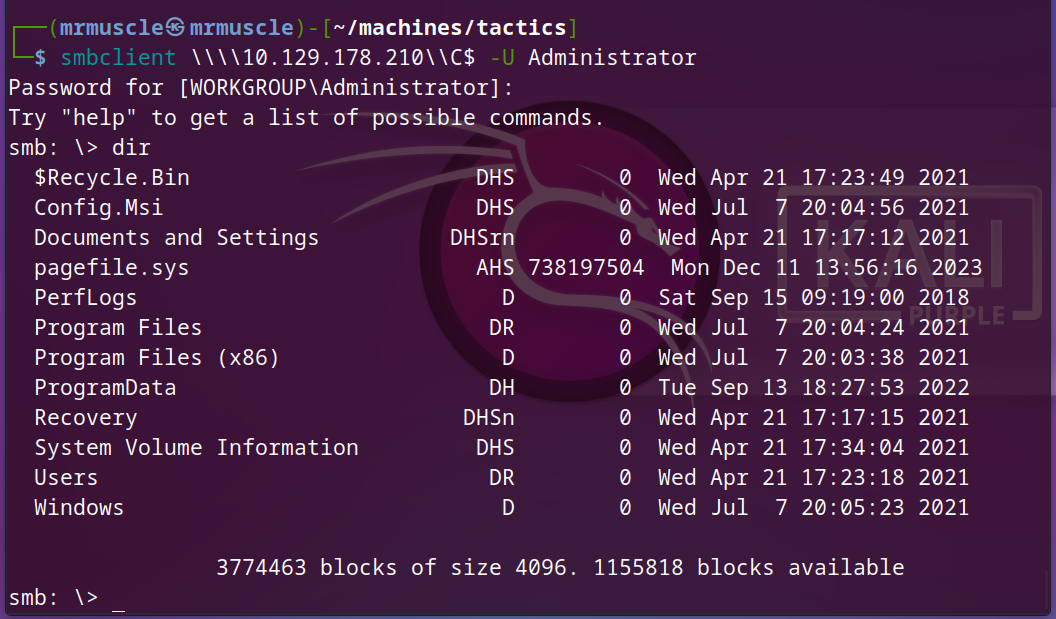 ┌──(mrmuscle㉿mrmuscle)-[~/machines/tactics]
└─$ smbclient \\\\10.129.178.210\\C$ -U Administrator
Password for [WORKGROUP\Administrator]:
Try "help" to get a list of possible commands.
smb: \> dir
  $Recycle.Bin                      DHS        0  Wed Apr 21 17:23:49 2021
  Config.Msi                        DHS        0  Wed Jul  7 20:04:56 2021
  Documents and Settings          DHSrn        0  Wed Apr 21 17:17:12 2021
  pagefile.sys                      AHS 738197504  Mon Dec 11 13:56:16 2023
  PerfLogs                            D        0  Sat Sep 15 09:19:00 2018
  Program Files                      DR        0  Wed Jul  7 20:04:24 2021
  Program Files (x86)                 D        0  Wed Jul  7 20:03:38 2021
  ProgramData                        DH        0  Tue Sep 13 18:27:53 2022
  Recovery                         DHSn        0  Wed Apr 21 17:17:15 2021
  System Volume Information         DHS        0  Wed Apr 21 17:34:04 2021
  Users                              DR        0  Wed Apr 21 17:23:18 2021
  Windows                             D        0  Wed Jul  7 20:05:23 2021
                3774463 blocks of size 4096. 1155818 blocks available
smb: \> _
KALI
PURPLE